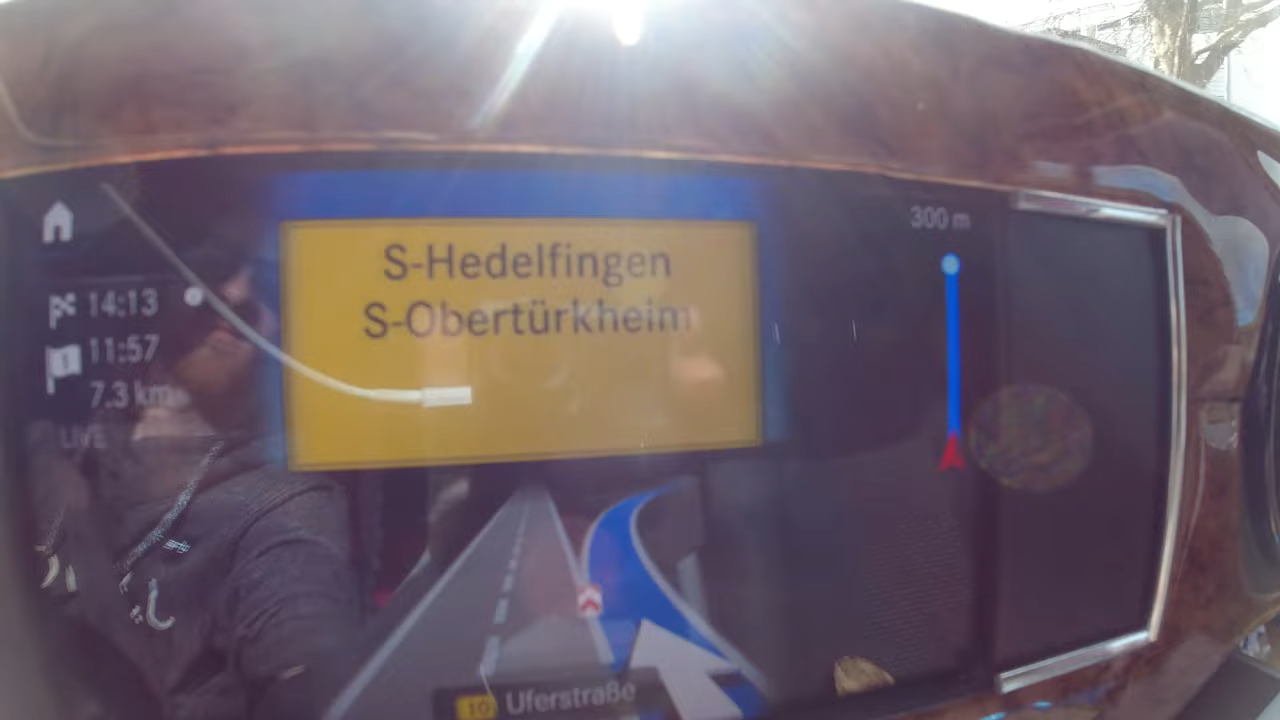 S-Hedelfingen
S-Obertürkheim
300 m
14:13
11:57
7.3 km
LIVE
10 Uferstraße